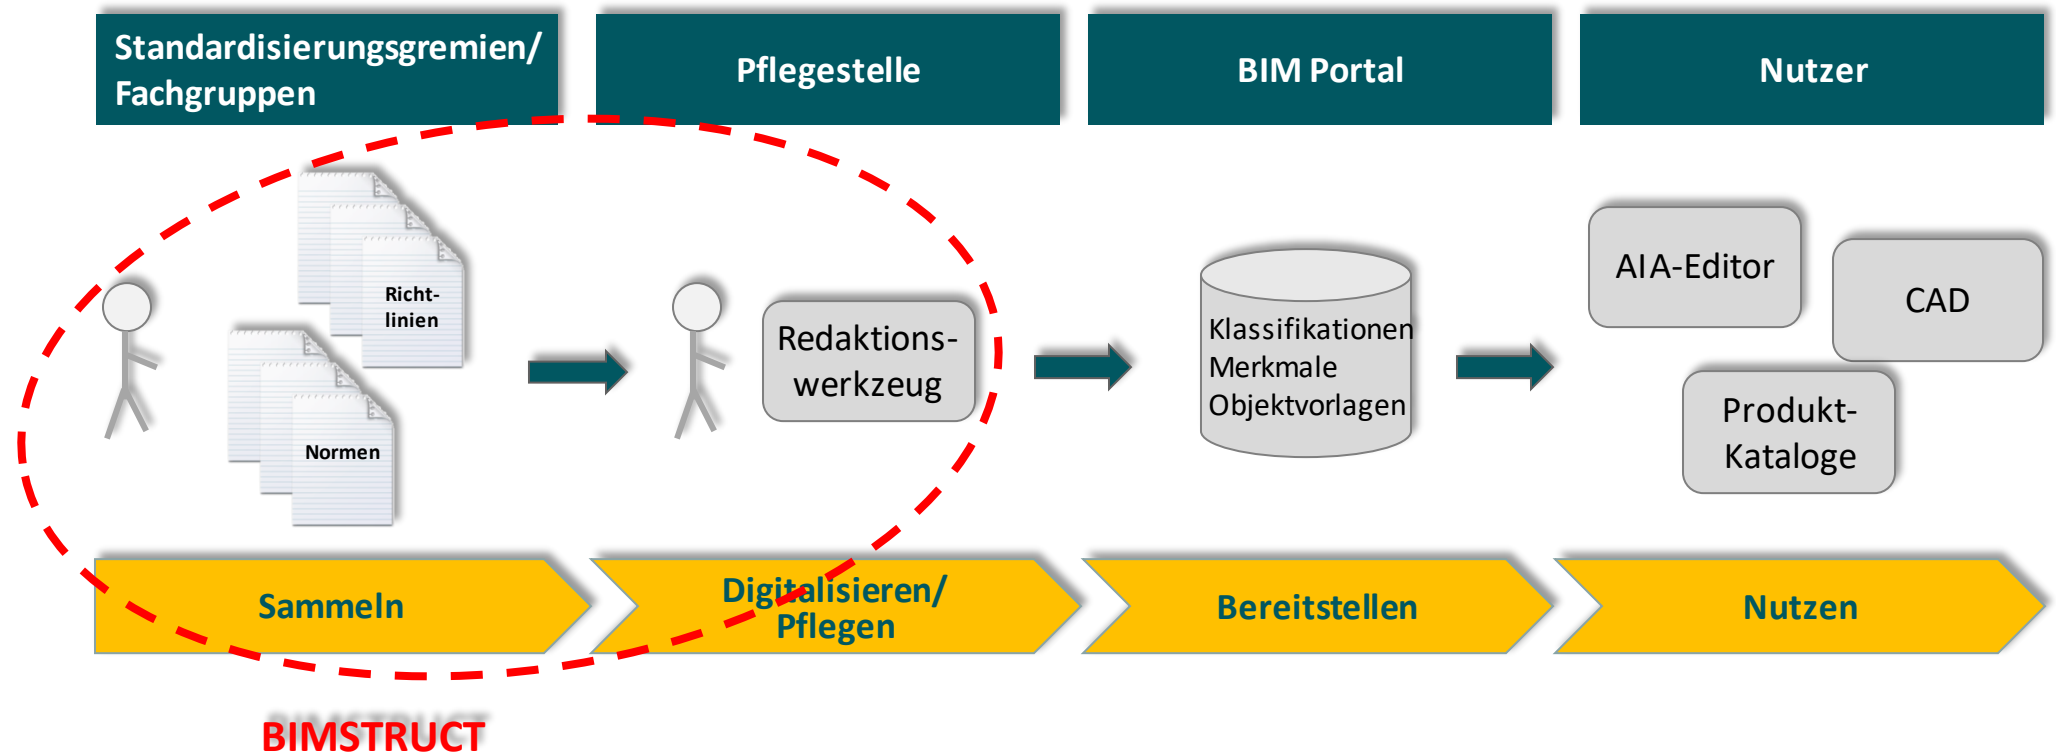 Standardisierungsgremien/
Fachgruppen
Pflegestelle
BIM Portal
Nutzer
Richt-
linien
Normen
Redaktions-
werkzeug
Klassifikationen
Merkmale
Objektvorlagen
AIA-Editor
CAD
Produkt-
Kataloge
Sammeln
Digitalisieren/
Pflegen
Bereitstellen
Nutzen
BIMSTRUCT